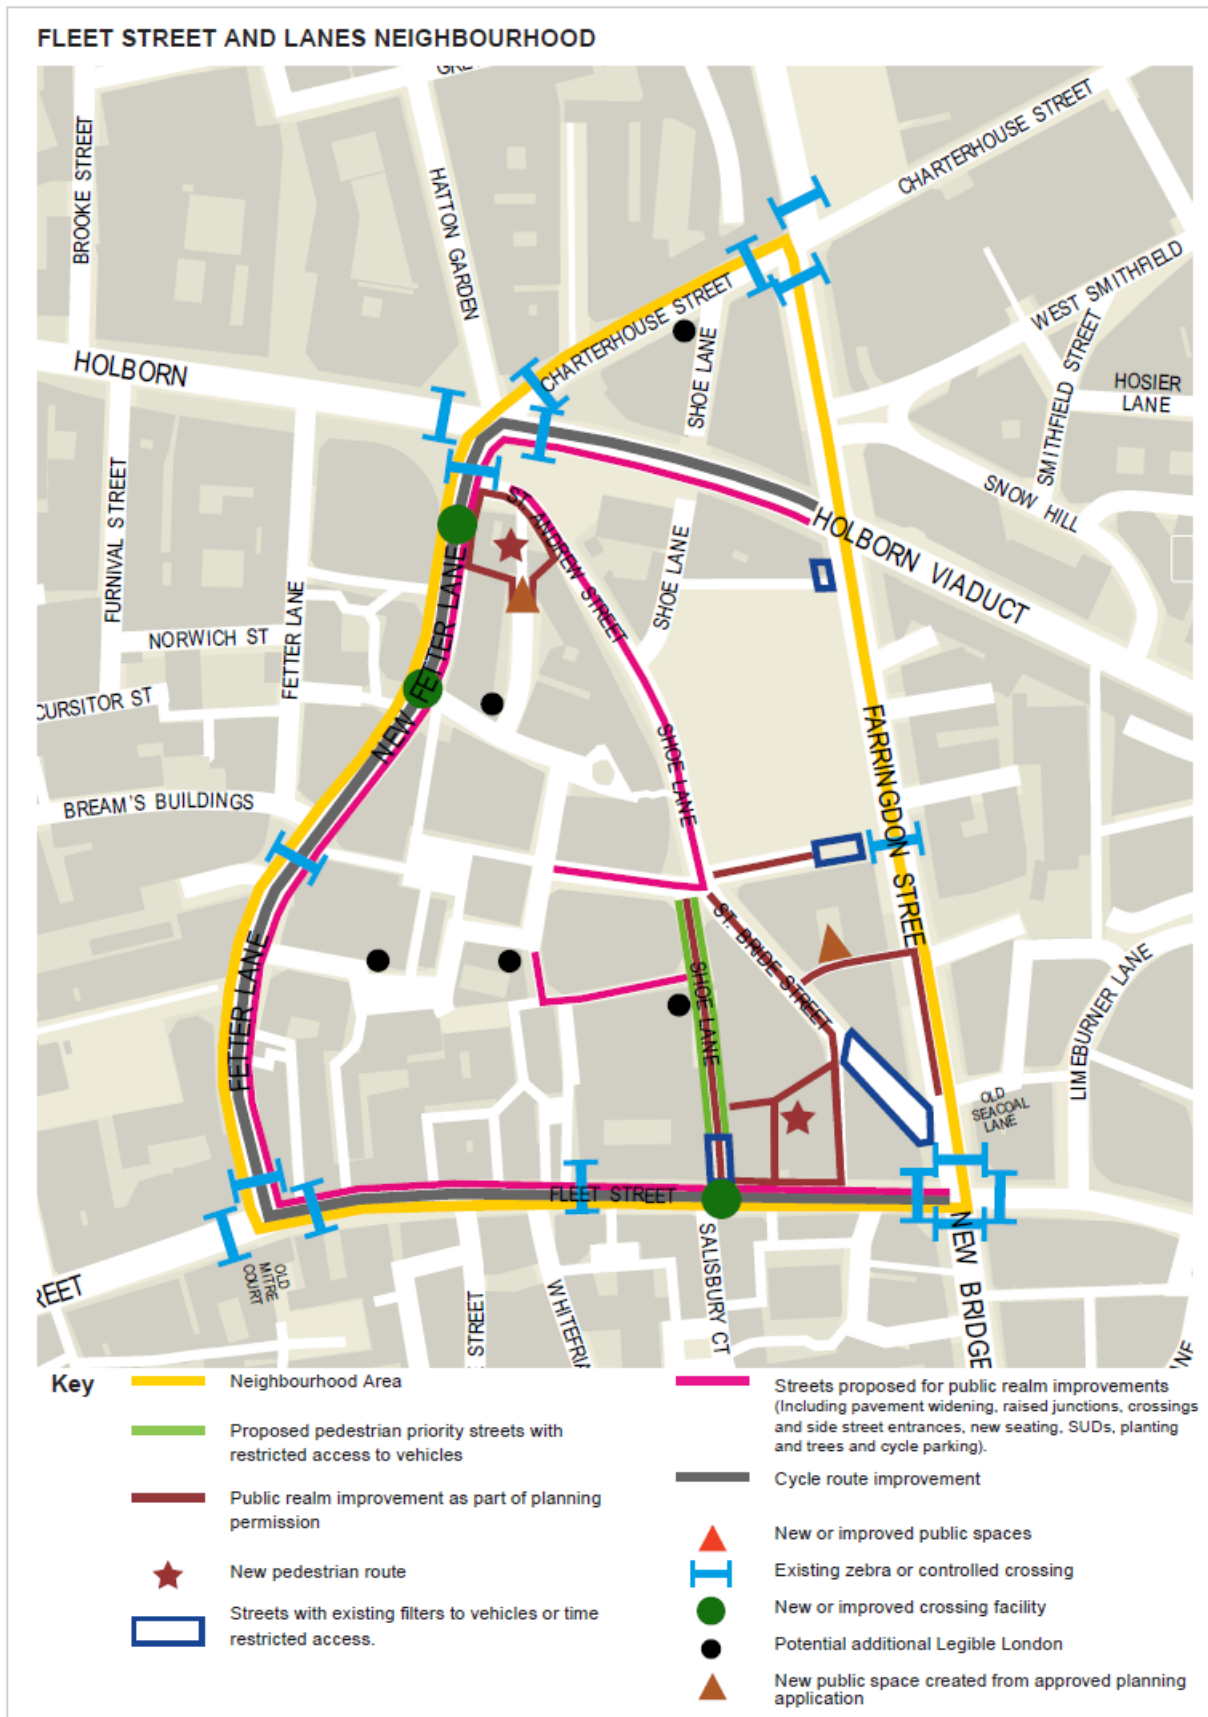 FLEET STREET AND LANES NEIGHBOURHOOD
BROOKE STREET
HATTON GARDEN
CHARTERHOUSE STREET
WEST SMITHFIELD
CHARTERHOUSE STREET
HOLBORN
SHOE LANE
SMITHFIELD STREET
HOSIER
LANE
FURNIVAL STREET
SNOW HILL
ST. ANDREW STREET
HOLBORN VIADUCT
SHOE LANE
NEW FETTER LANE
FETTER LANE
NORWICH ST
CURSITOR ST
SHOE LANE
FARRINGDON STREE
BREAM'S BUILDINGS
FETTER LANE
ST. BRIDE STREET
SHOE LANE
LIMEBURNER LANE
OLD
SEACOAL
LANE
FLEET STREET
REET
OLD
MITRE
COURT
STREET
WHITEFRIA
SALISBURY CT
NEW BRIDGE
Key
Neighbourhood Area
Proposed pedestrian priority streets with
restricted access to vehicles
Public realm improvement as part of planning
permission
New pedestrian route
Streets with existing filters to vehicles or time
restricted access.
Streets proposed for public realm improvements
(Including pavement widening, raised junctions, crossings
and side street entrances, new seating, SUDs, planting
and trees and cycle parking).
Cycle route improvement
New or improved public spaces
Existing zebra or controlled crossing
New or improved crossing facility
Potential additional Legible London
New public space created from approved planning
application